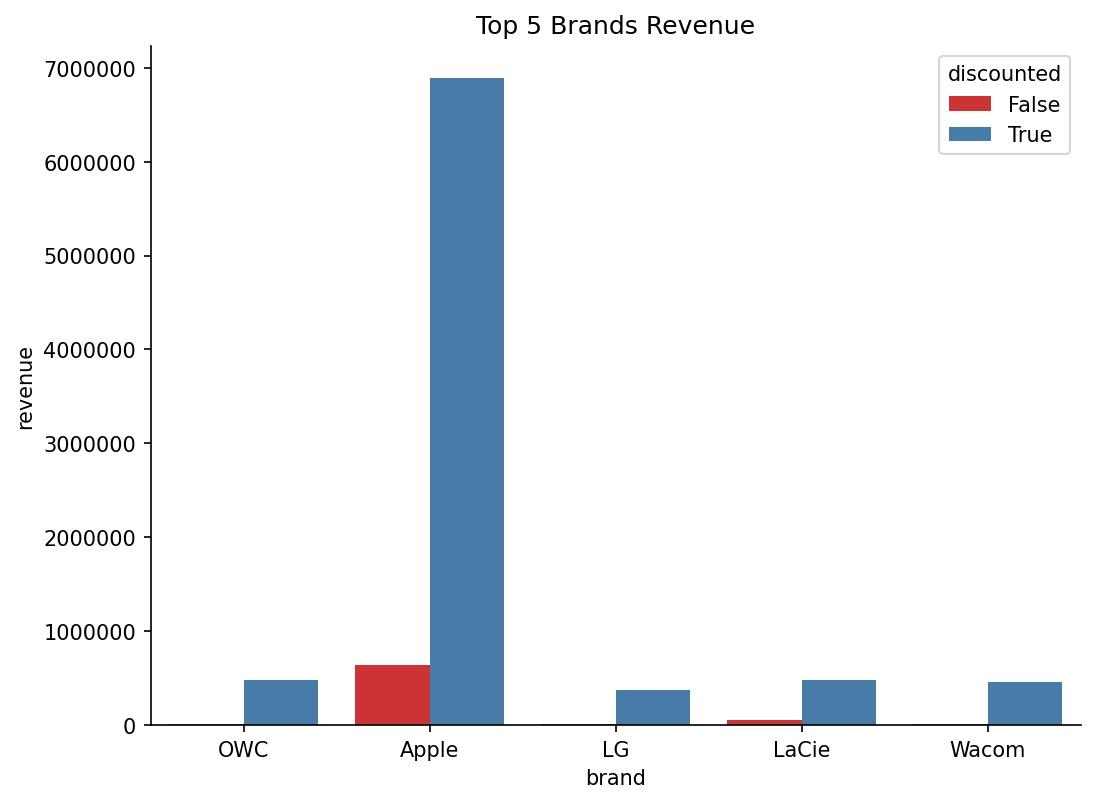 Top 5 Brands Revenue
discounted
False
True
7000000
6000000
5000000
4000000
3000000
2000000
1000000
0
revenue
OWC
Apple
LG
LaCie
Wacom
brand